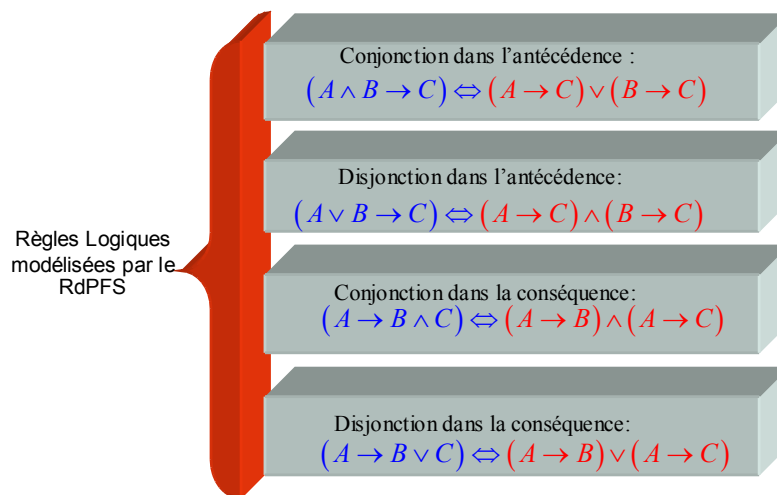 Conjonction dans l'antécédence :
(A ∧ B → C) ⇔ (A → C) ∨ (B → C)
Disjonction dans l'antécédence:
(A ∨ B → C) ⇔ (A → C) ∧ (B → C)
Règles Logiques
modélisées par le
RdPFS
Conjonction dans la conséquence:
(A → B ∧ C) ⇔ (A → B) ∧ (A → C)
Disjonction dans la conséquence:
(A → B ∨ C) ⇔ (A → B) ∨ (A → C)